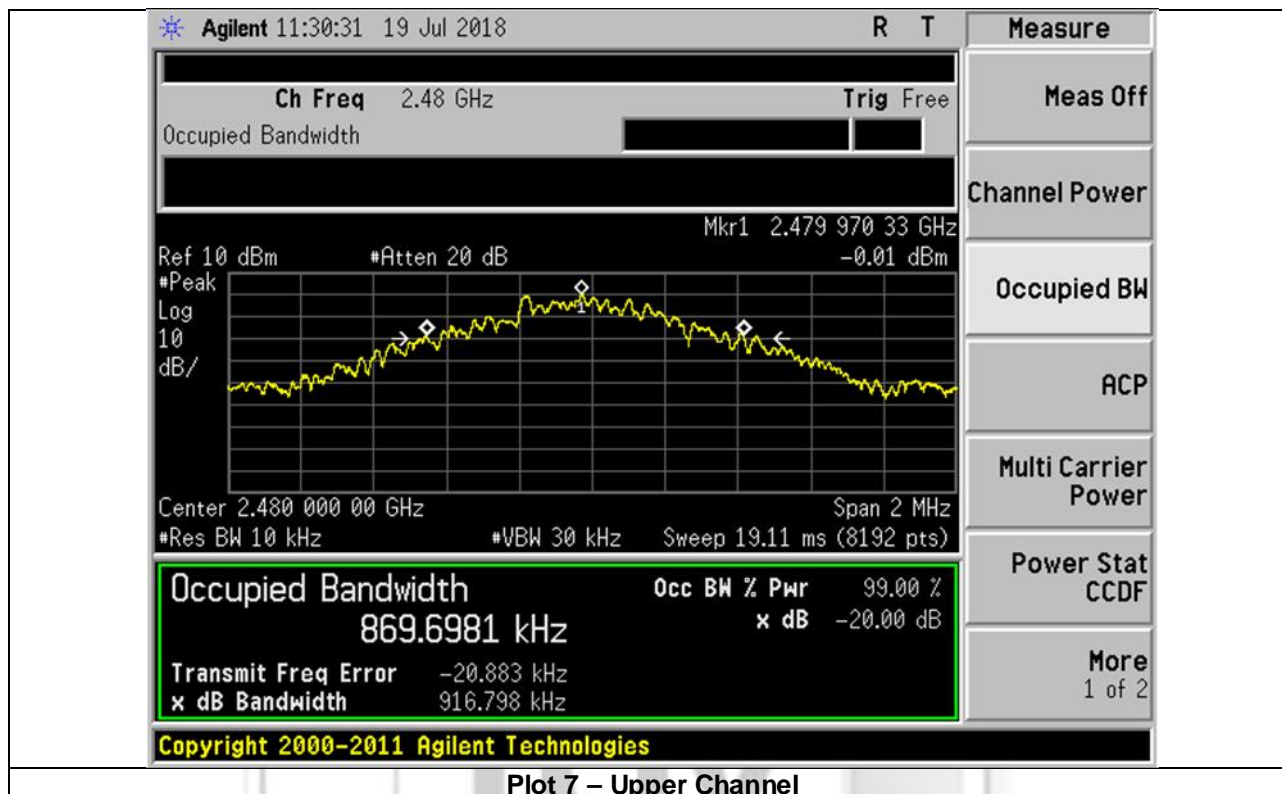 Agilent 11:30:31 19 Jul 2018 R T
Measure
Ch Freq 2.48 GHz Trig Free
Occupied Bandwidth
Meas Off
Channel Power
Occupied BW
ACP
Multi Carrier
Power
Power Stat
CCDF
More
1 of 2
Mkr1 2.479 970 33 GHz
Ref 10 dBm #Atten 20 dB -0.01 dBm
#Peak
Log
10
dB/
1
Center 2.480 000 00 GHz Span 2 MHz
#Res BW 10 kHz #VBW 30 kHz Sweep 19.11 ms (8192 pts)
Occupied Bandwidth Occ BW % Pwr 99.00 %
869.6981 kHz x dB -20.00 dB
Transmit Freq Error -20.883 kHz
x dB Bandwidth 916.798 kHz
Copyright 2000-2011 Agilent Technologies
Plot 7 – Upper Channel